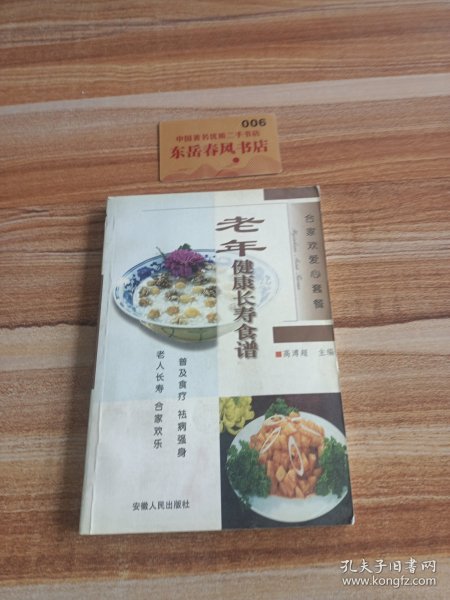 006
中国著名优质二手书店
东岳春风书店
合家欢爱心套餐
老年
健康长寿食谱
高溥超 主编
普及食疗 祛病强身
老人长寿 合家欢乐
安徽人民出版社
孔夫子旧书网
www.kongfz.com